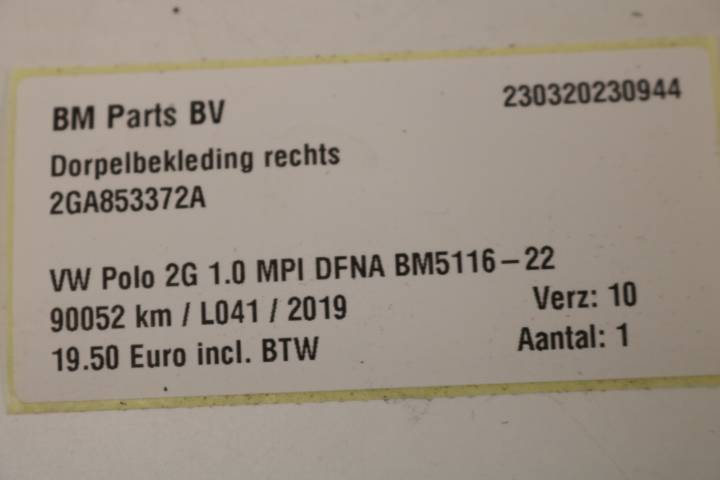 BM Parts BV 230320230944
Dorpelbekleding rechts
2GA853372A
VW Polo 2G 1.0 MPI DFNA BM5116-22
90052 km / L041 / 2019 Verz: 10
19.50 Euro incl. BTW Aantal: 1